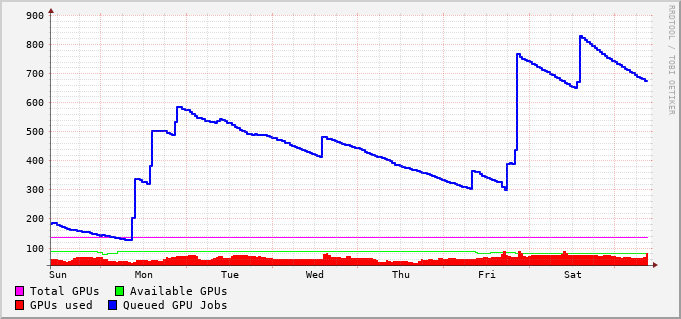 900
800
700
600
500
400
300
200
100
Sun Mon Tue Wed Thu Fri Sat
Total GPUs Available GPUs
GPUs used Queued GPU Jobs
RRDTOOL / TOBI OETIKER